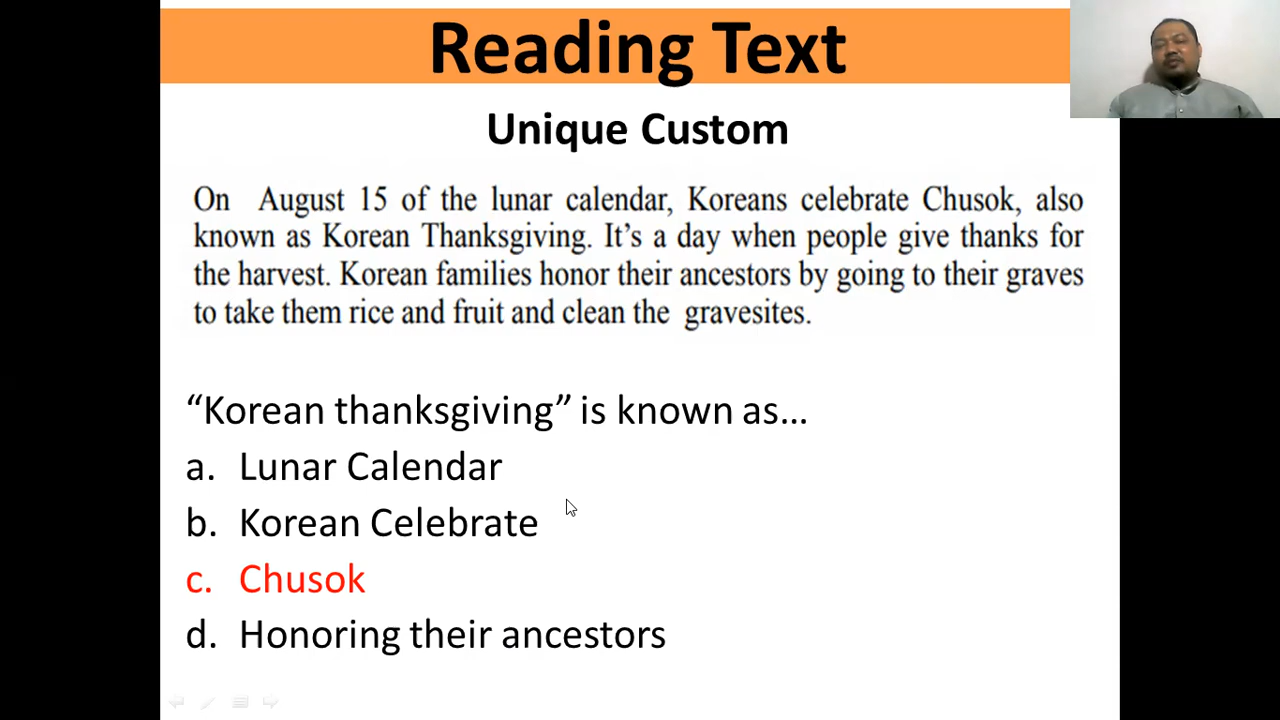 Reading Text
Unique Custom
On August 15 of the lunar calendar, Koreans celebrate Chusok, also
known as Korean Thanksgiving. It’s a day when people give thanks for
the harvest. Korean families honor their ancestors by going to their graves
to take them rice and fruit and clean the gravesites.
“Korean thanksgiving” is known as…
a. Lunar Calendar
b. Korean Celebrate
c. Chusok
d. Honoring their ancestors